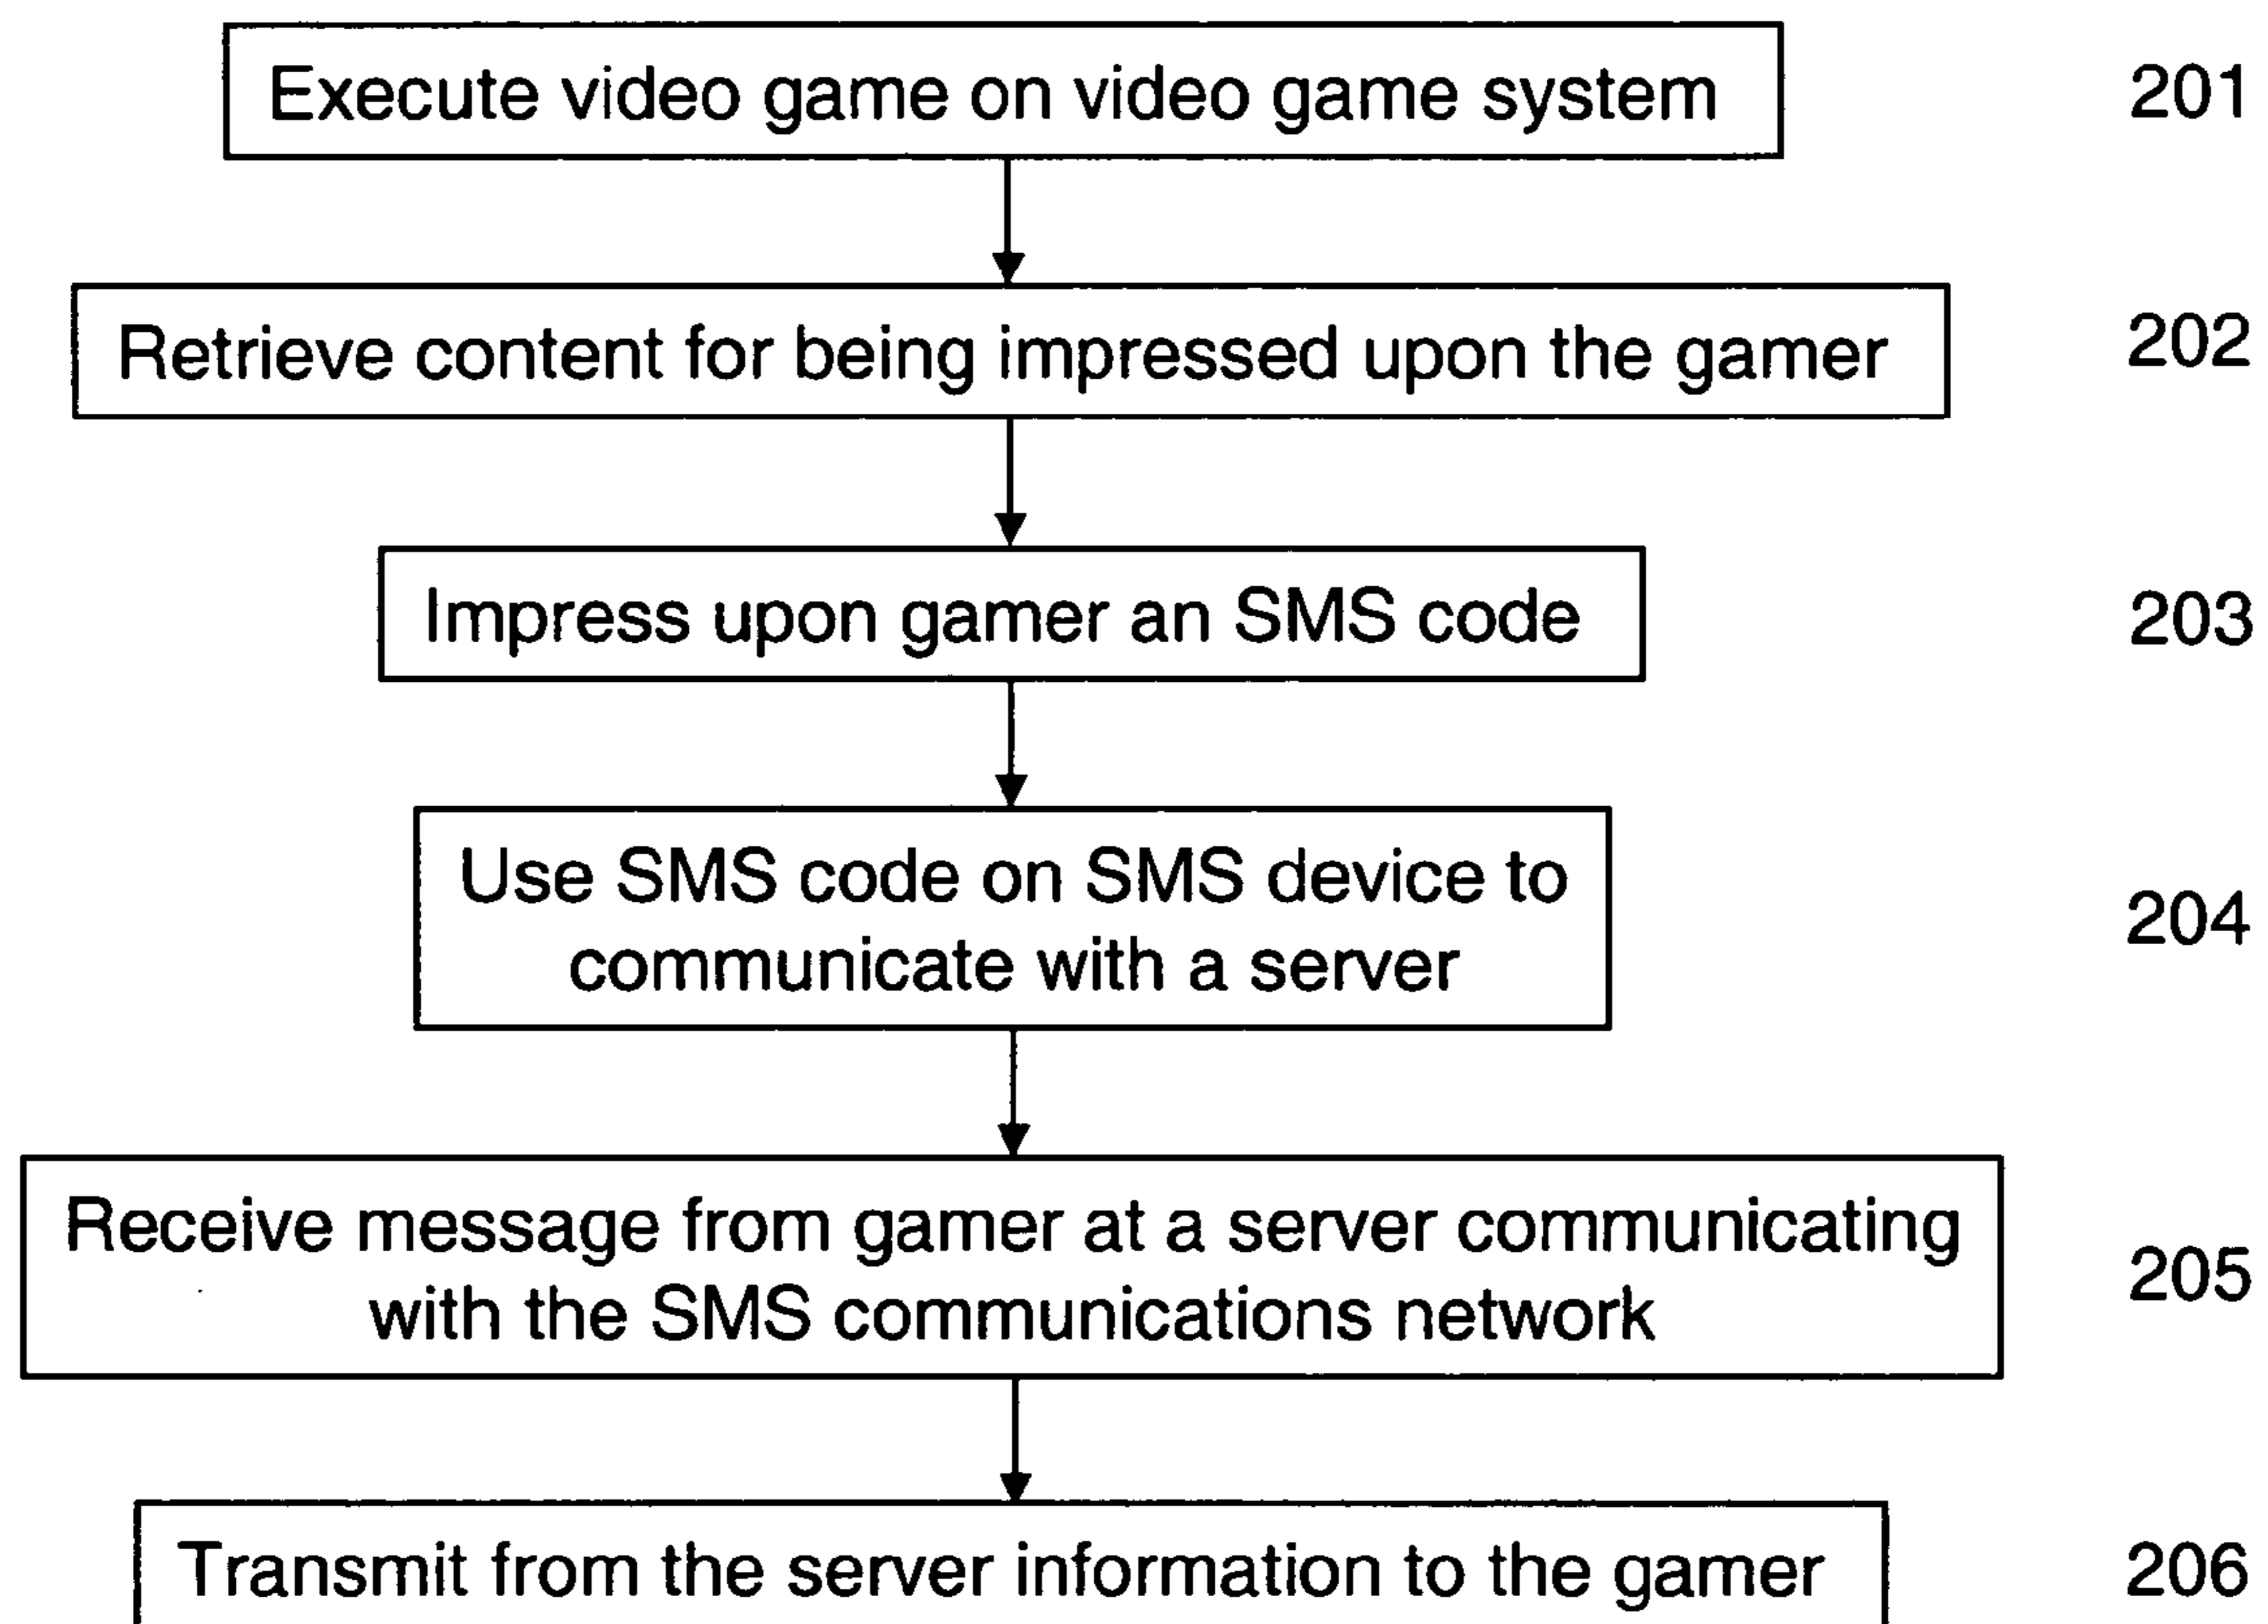 Execute video game on video game system
201
Retrieve content for being impressed upon the gamer
202
Impress upon gamer an SMS code
203
Use SMS code on SMS device to
communicate with a server
204
Receive message from gamer at a server communicating
with the SMS communications network
205
Transmit from the server information to the gamer
206